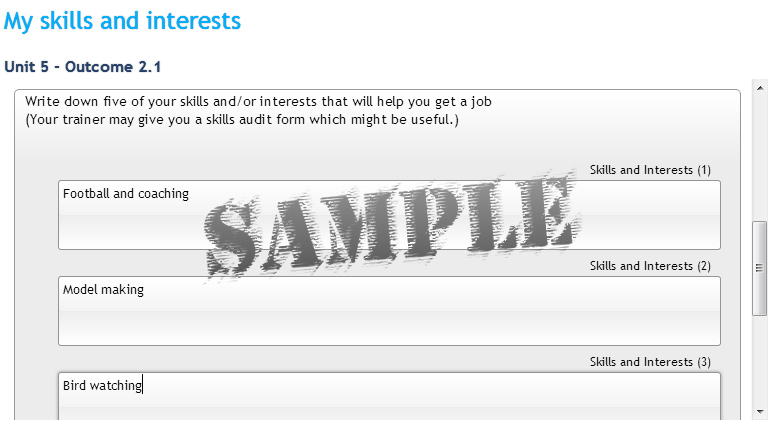 My skills and interests
Unit 5 - Outcome 2.1
Write down five of your skills and/or interests that will help you get a job
(Your trainer may give you a skills audit form which might be useful.)
Skills and Interests (1)
Football and coaching
SAMPLE
Skills and Interests (2)
Model making
Skills and Interests (3)
Bird watching